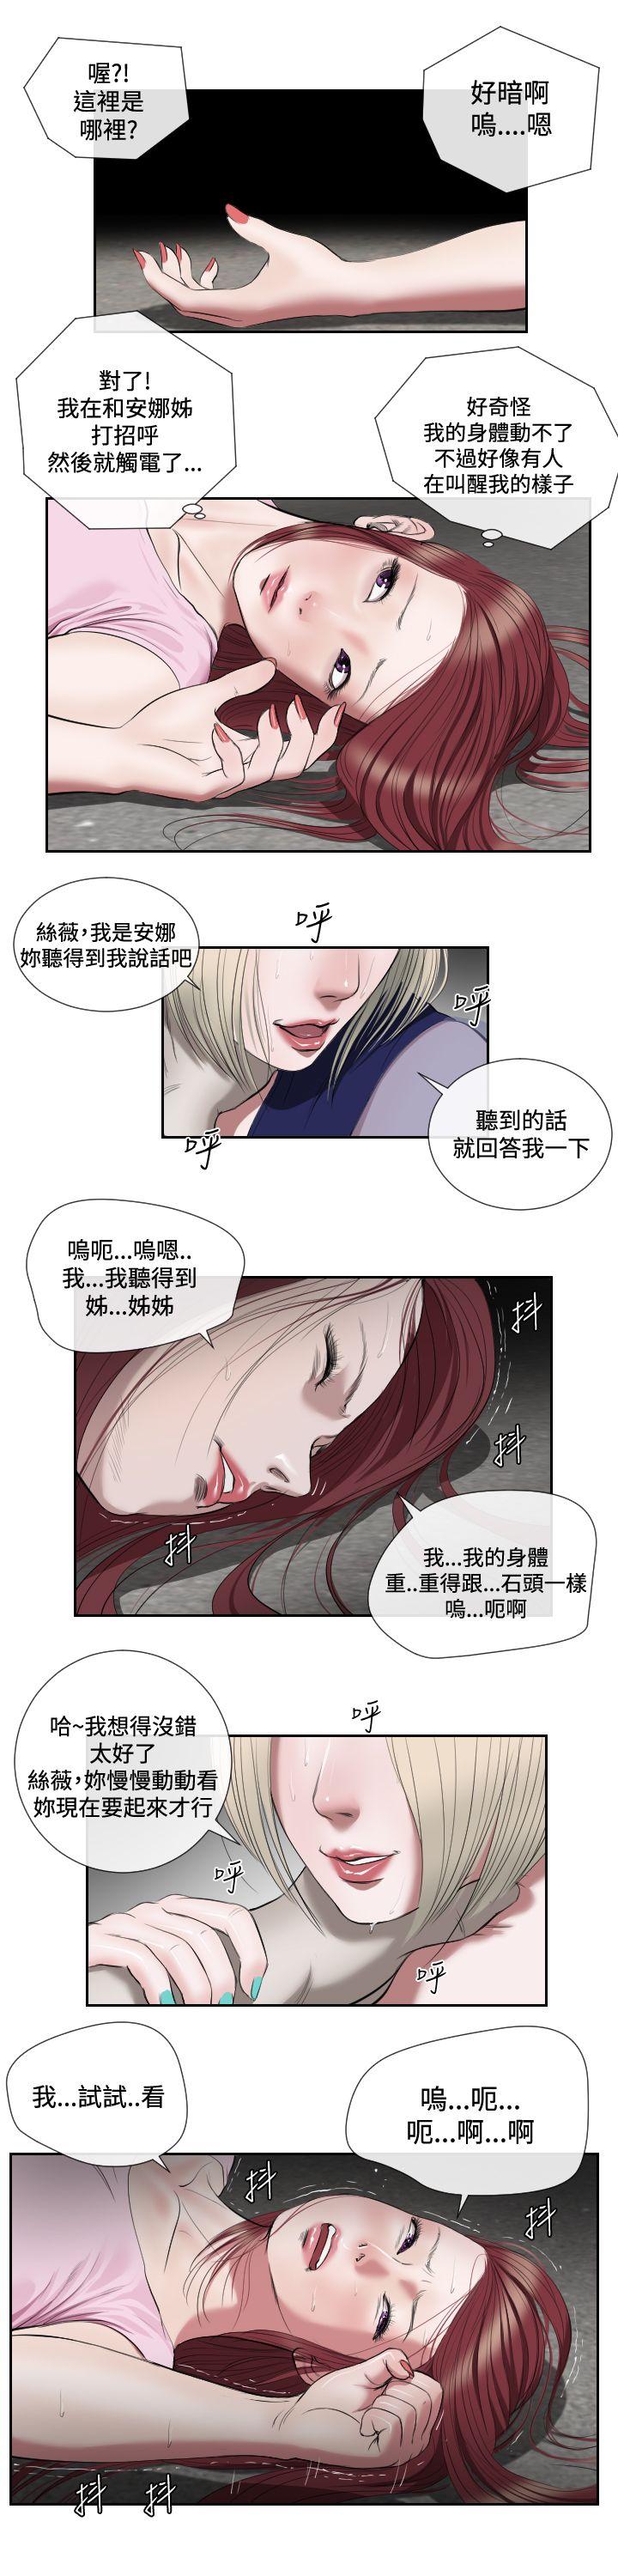 喔?!
這裡是
哪裡?
好暗啊
嗚....嗯
對了!
我在和安娜姊
打招呼
然後就觸電了...
好奇怪
我的身體動不了
不過好像有人
在叫醒我的樣子
絲薇,我是安娜
妳聽得到我說話吧
呼
呼
呼
聽到的話
就回答我一下
嗚呃...嗚嗯..
我...我聽得到
姊...姊姊
抖
抖
抖
我...我的身體
重..重得跟...石頭一樣
嗚...呃啊
哈~我想得沒錯
太好了
絲薇,妳慢慢動動看
妳現在要起來才行
呼
呼
呼
我...試試..看
嗚...呃...
呃...啊...啊
抖
抖
抖
抖